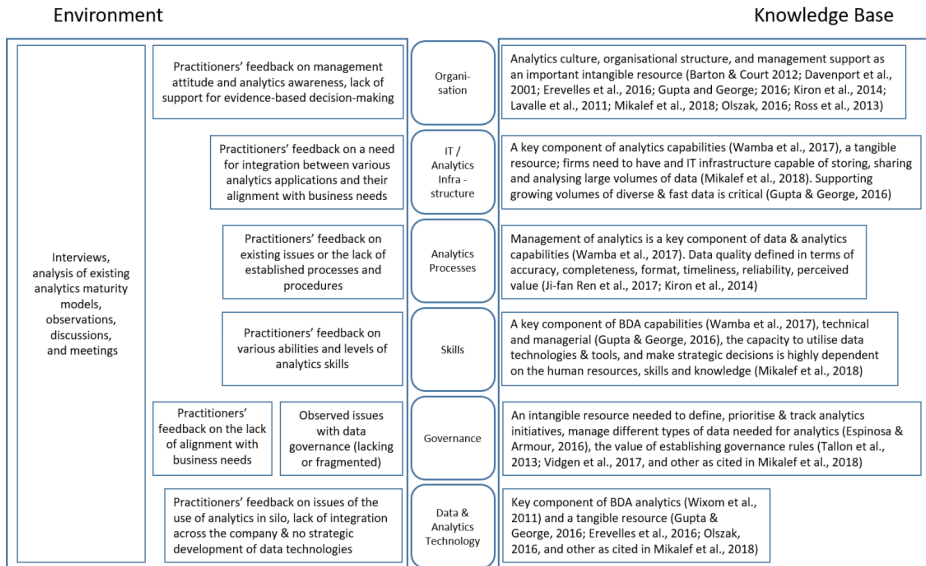 Environment
Knowledge Base
Interviews,
analysis of existing
analytics maturity
models,
observations,
discussions,
and meetings
Practitioners' feedback on management
attitude and analytics awareness, lack of
support for evidence-based decision-making
Organi-
sation
Analytics culture, organisational structure, and management support as
an important intangible resource (Barton & Court 2012; Davenport et al.,
2001; Erevelles et al., 2016; Gupta and George; 2016; Kiron et al., 2014;
Lavalle et al., 2011; Mikalef et al., 2018; Olszak, 2016; Ross et al., 2013)
Practitioners' feedback on a need
for integration between various
analytics applications and their
alignment with business needs
IT /
Analytics
Infra -
structure
A key component of analytics capabilities (Wamba et al., 2017), a tangible
resource; firms need to have and IT infrastructure capable of storing, sharing
and analysing large volumes of data (Mikalef et al., 2018). Supporting
growing volumes of diverse & fast data is critical (Gupta & George, 2016)
Practitioners' feedback on
existing issues or the lack of
established processes and
procedures
Analytics
Processes
Management of analytics is a key component of data & analytics
capabilities (Wamba et al., 2017). Data quality defined in terms of
accuracy, completeness, format, timeliness, reliability, perceived
value (Ji-fan Ren et al., 2017; Kiron et al., 2014)
Practitioners' feedback on
various abilities and levels of
analytics skills
Skills
A key component of BDA capabilities (Wamba et al., 2017), technical
and managerial (Gupta & George, 2016), the capacity to utilise data
technologies & tools, and make strategic decisions is highly dependent
on the human resources, skills and knowledge (Mikalef et al., 2018)
Practitioners'
feedback on the lack
of alignment with
business needs
Observed issues
with data
governance (lacking
or fragmented)
Governance
An intangible resource needed to define, prioritise & track analytics
initiatives, manage different types of data needed for analytics (Espinosa &
Armour, 2016), the value of establishing governance rules (Tallon et al.,
2013; Vidgen et al., 2017, and other as cited in Mikalef et al., 2018)
Practitioners' feedback on issues of the
use of analytics in silo, lack of integration
across the company & no strategic
development of data technologies
Data &
Analytics
Technology
Key component of BDA analytics (Wixom et al.,
2011) and a tangible resource (Gupta &
George, 2016; Erevelles et al., 2016; Olszak,
2016, and other as cited in Mikalef et al., 2018)